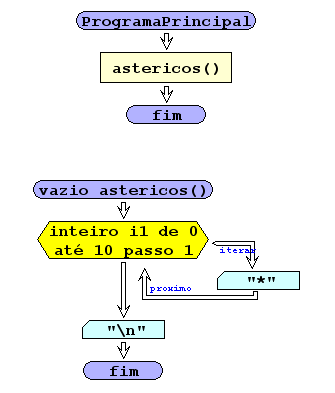 ProgramaPrincipal
astericos()
fim
vazio astericos()
inteiro i1 de 0
até 10 passo 1
iterar
"*"
proximo
"\n"
fim